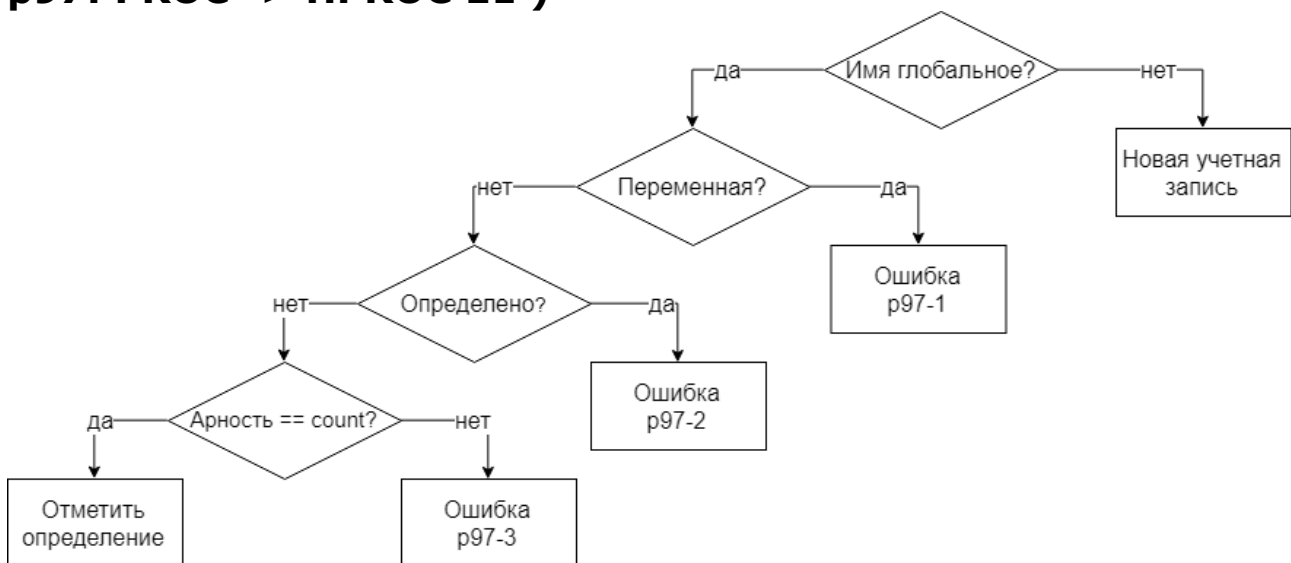 да
Имя глобальное?
нет
Новая учетная
запись
нет
Переменная?
да
Ошибка
p97-1
нет
Определено?
да
Ошибка
p97-2
да
Арность == count?
нет
Отметить
определение
Ошибка
p97-3